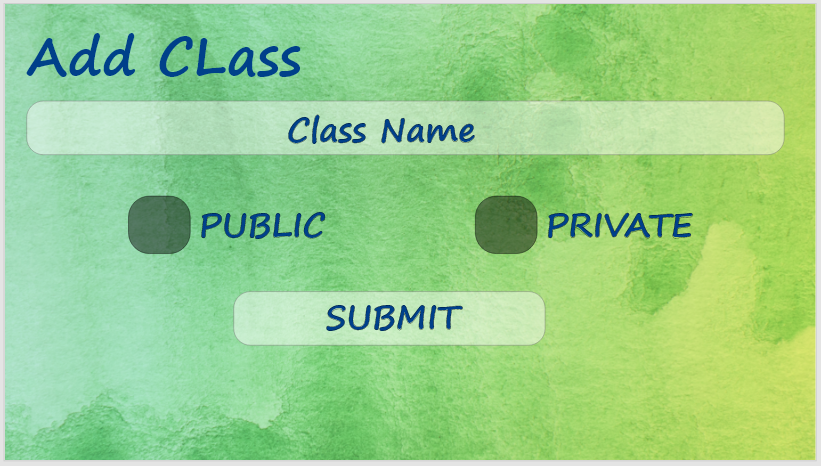 Add CLass
Class Name
PUBLIC PRIVATE
SUBMIT